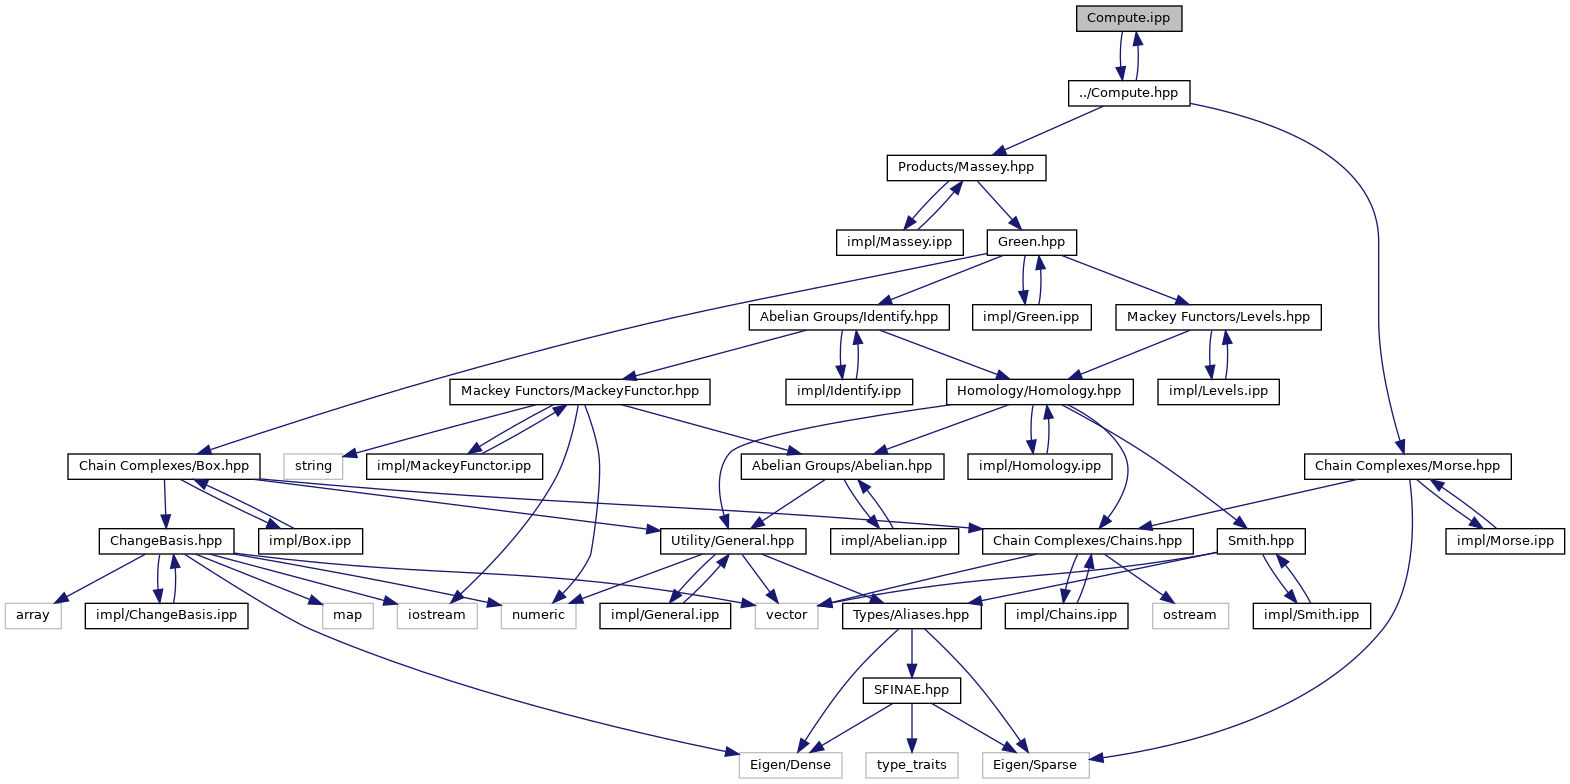 Compute.ipp
../Compute.hpp
Products/Massey.hpp
impl/Massey.ipp
Green.hpp
Abelian Groups/Identify.hpp
impl/Green.ipp
Mackey Functors/Levels.hpp
Mackey Functors/MackeyFunctor.hpp
impl/Identify.ipp
Homology/Homology.hpp
impl/Levels.ipp
Chain Complexes/Box.hpp
string
impl/MackeyFunctor.ipp
Abelian Groups/Abelian.hpp
impl/Homology.ipp
Chain Complexes/Morse.hpp
ChangeBasis.hpp
impl/Box.ipp
Utility/General.hpp
impl/Abelian.ipp
Chain Complexes/Chains.hpp
Smith.hpp
impl/Morse.ipp
array
impl/ChangeBasis.ipp
map
iostream
numeric
impl/General.ipp
vector
Types/Aliases.hpp
impl/Chains.ipp
ostream
impl/Smith.ipp
SFINAE.hpp
Eigen/Dense
type_traits
Eigen/Sparse